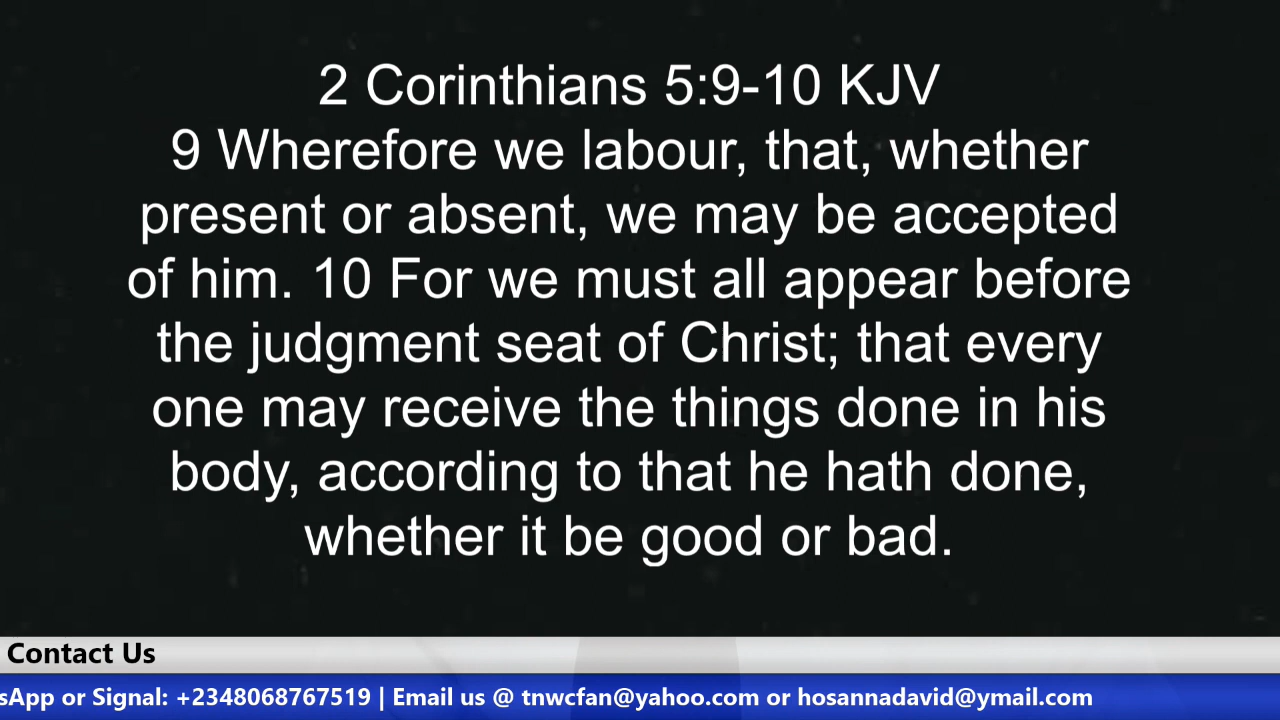 2 Corinthians 5:9-10 KJV
9 Wherefore we labour, that, whether
present or absent, we may be accepted
of him. 10 For we must all appear before
the judgment seat of Christ; that every
one may receive the things done in his
body, according to that he hath done,
whether it be good or bad.
Contact Us
sApp or Signal: +2348068767519 | Email us @ tnwcfan@yahoo.com or hosannadavid@ymail.com